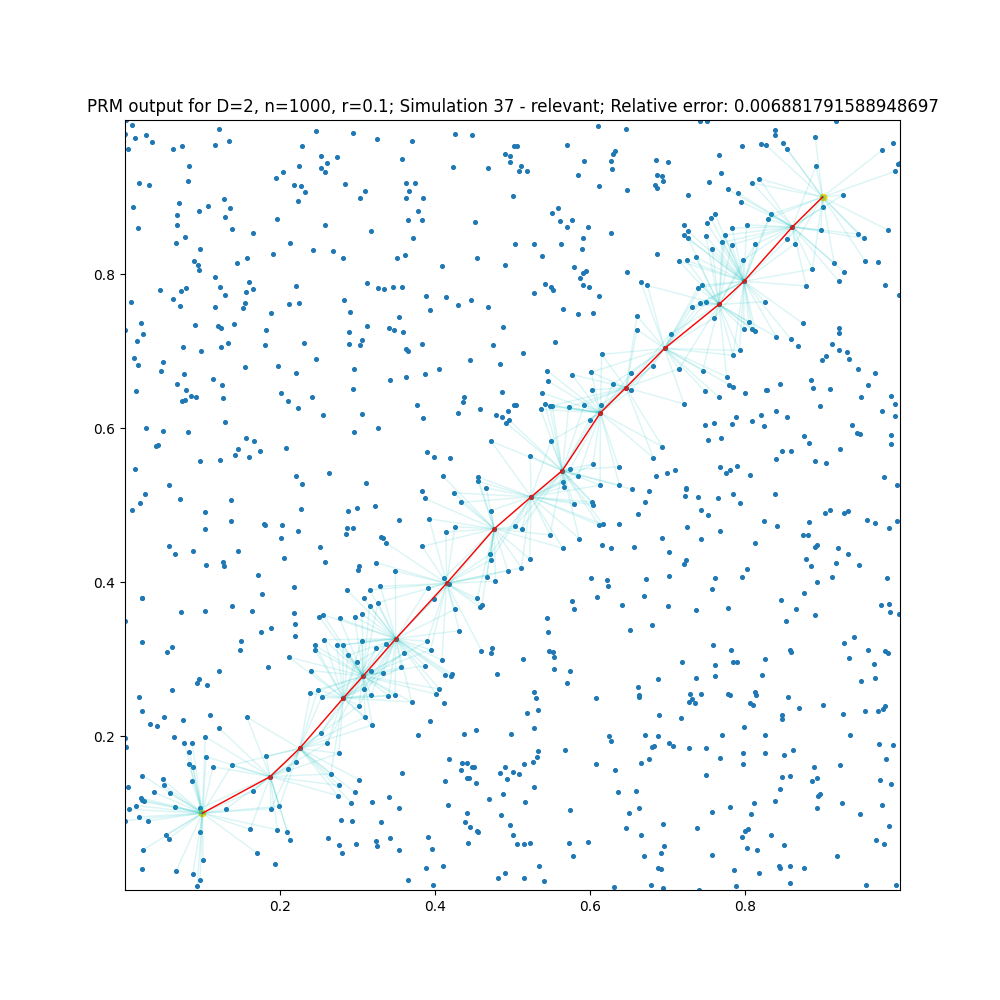 PRM output for D=2, n=1000, r=0.1; Simulation 37 - relevant; Relative error: 0.006881791588948697
0.8
0.6
0.4
0.2
0.2 0.4 0.6 0.8